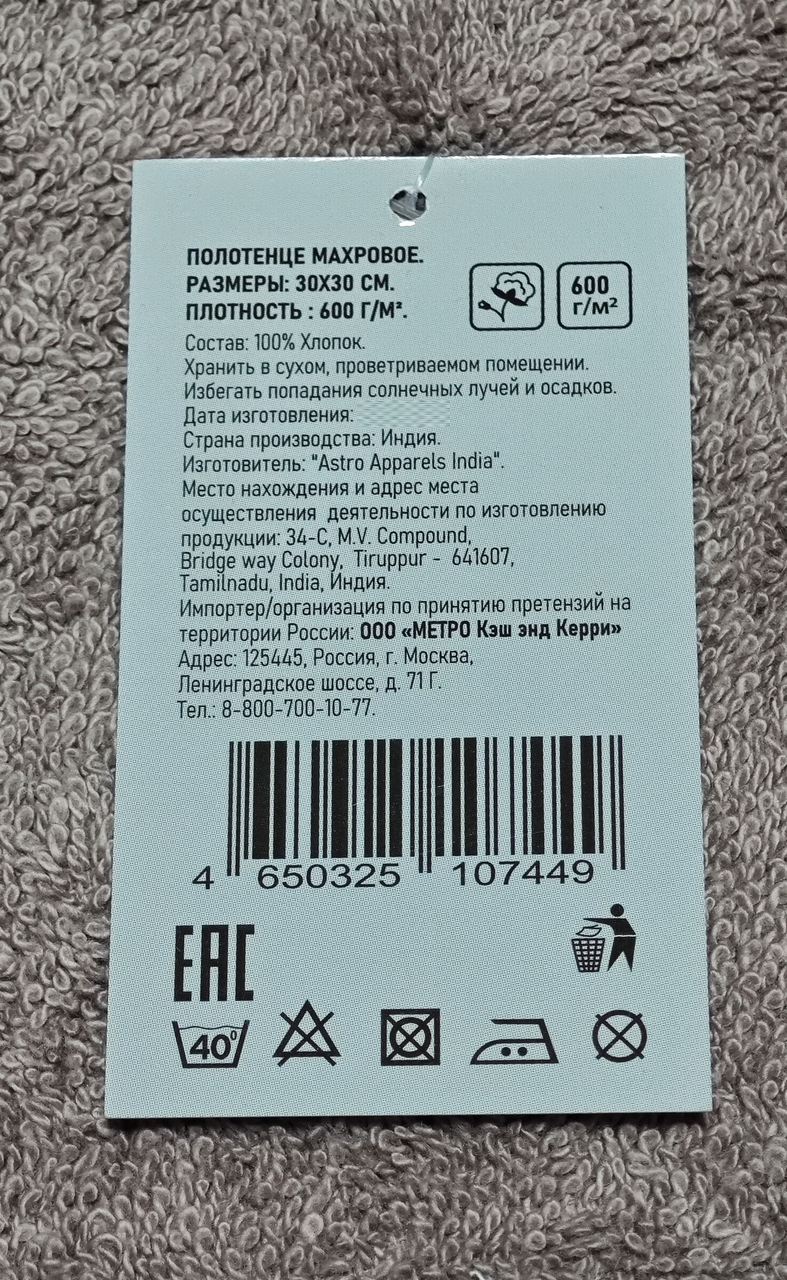 ПОЛОТЕНЦЕ МАХРОВОЕ.
РАЗМЕРЫ: 30Х30 СМ.
ПЛОТНОСТЬ : 600 Г/М².
600
г/м²
Состав: 100% Хлопок.
Хранить в сухом, проветриваемом помещении.
Избегать попадания солнечных лучей и осадков.
Дата изготовления:
Страна производства: Индия.
Изготовитель: "Astro Apparels India".
Место нахождения и адрес места
осуществления деятельности по изготовлению
продукции: 34-C, M.V. Compound,
Bridge way Colony, Tiruppur - 641607,
Tamilnadu, India, Индия.
Импортер/организация по принятию претензий на
территории России: ООО «МЕТРО Кэш энд Керри»
Адрес: 125445, Россия, г. Москва,
Ленинградское шоссе, д. 71 Г.
Тел.: 8-800-700-10-77.
4 650325 107449
EAC
40⁰